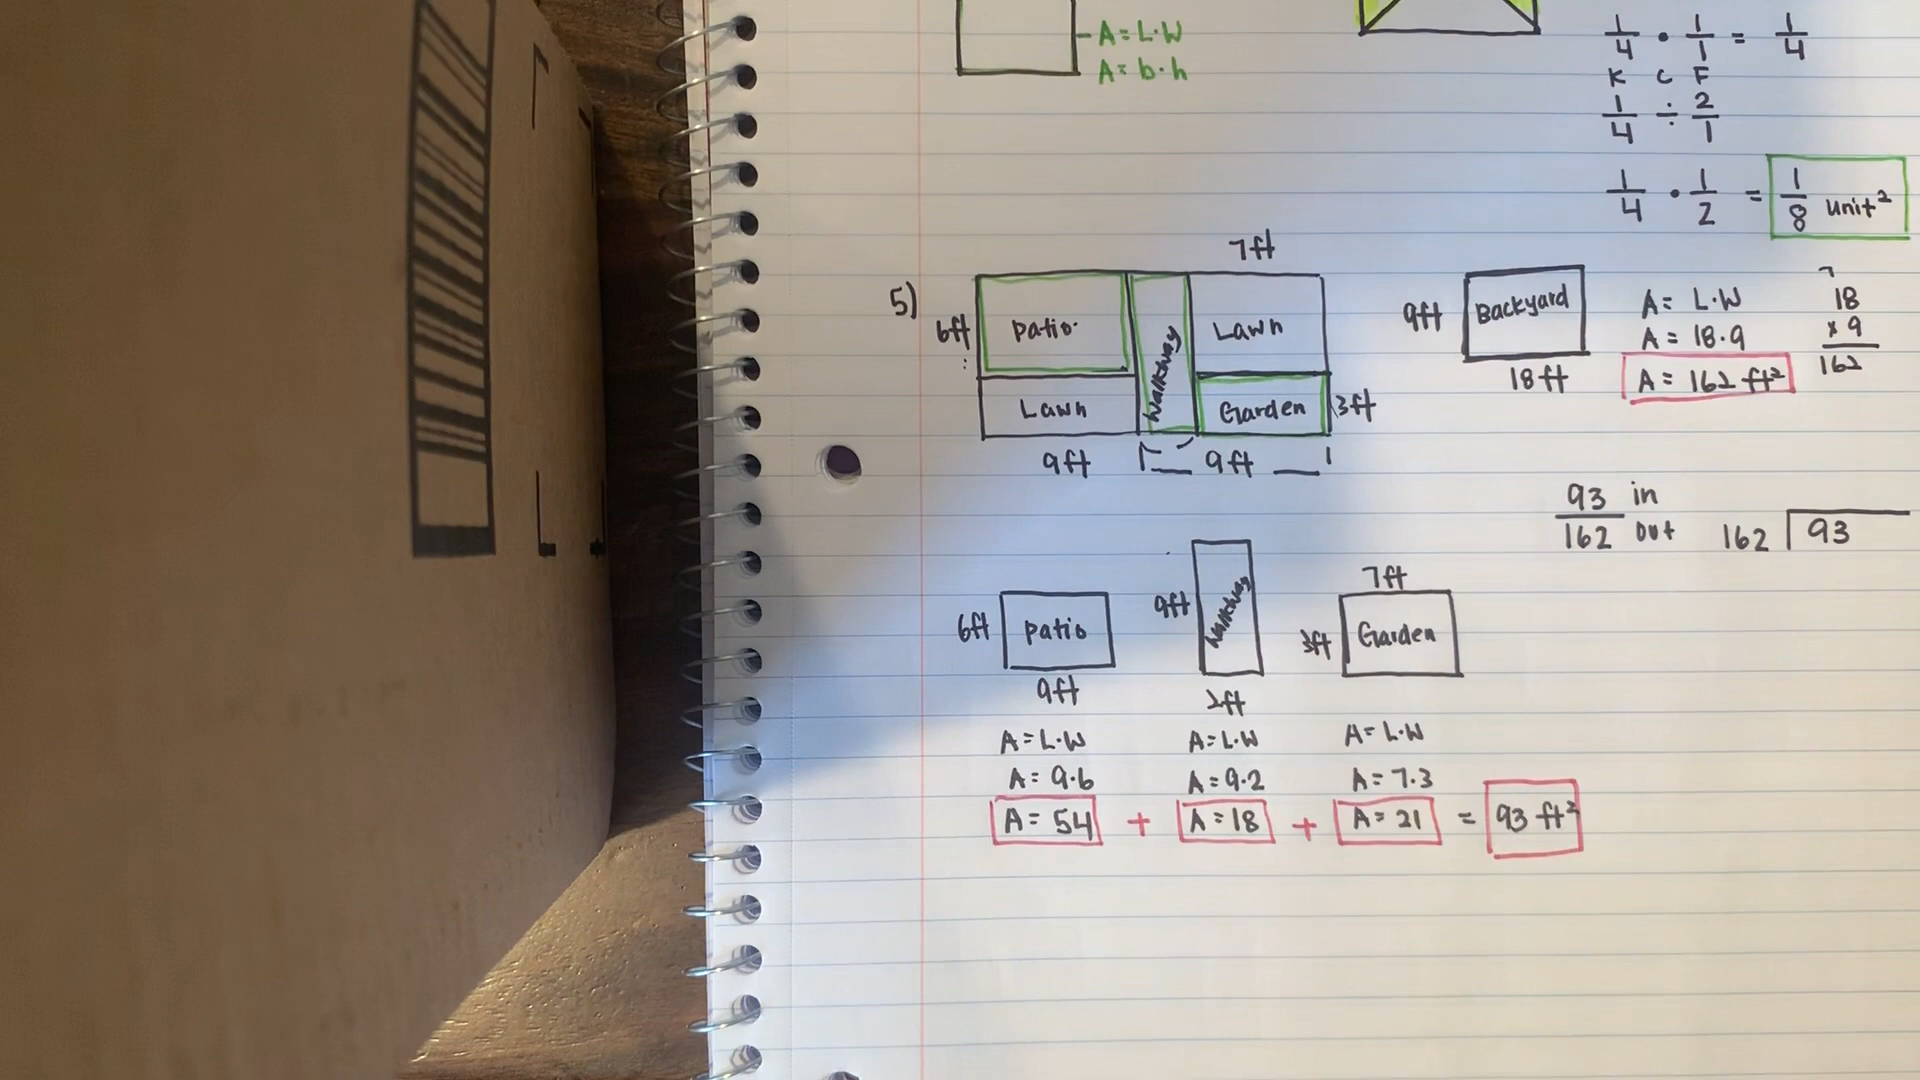 A = L·W
A = b·h
1/4 · 1/1 = 1/4
K C F
1/4 ÷ 2/1
1/4 · 1/2 = 1/8 unit²
5)
7ft
6ft
Patio
Walkway
Lawn
Lawn
Garden
3ft
9ft
9ft
9ft
Backyard
18ft
A = L·W
A = 18·9
A = 162 ft²
7
18
x 9
162
93 in
162 out
162 93
6ft
Patio
9ft
9ft
Walkway
2ft
7ft
3ft
Garden
A = L·W
A = L·W
A = L·W
A = 9·6
A = 9·2
A = 7·3
A = 54 + A = 18 + A = 21 = 93 ft²